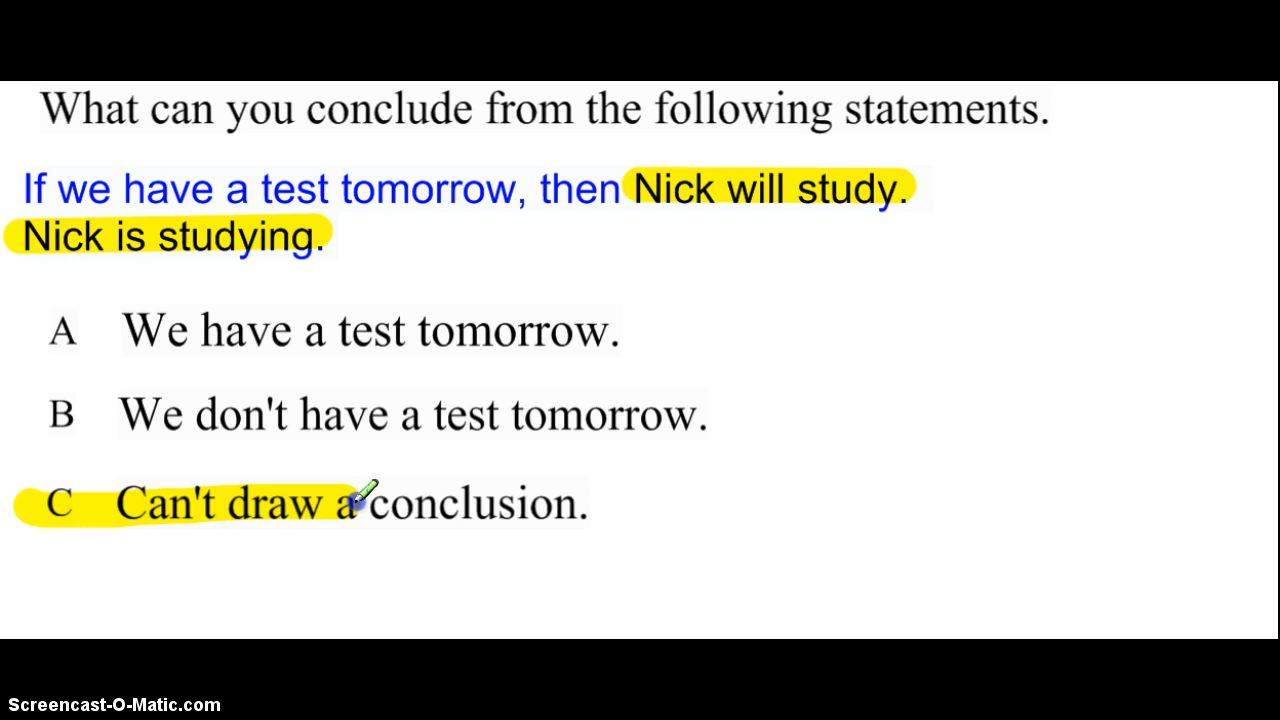 What can you conclude from the following statements.
If we have a test tomorrow, then Nick will study.
Nick is studying.
A We have a test tomorrow.
B We don't have a test tomorrow.
C Can't draw a conclusion.
Screencast-O-Matic.com